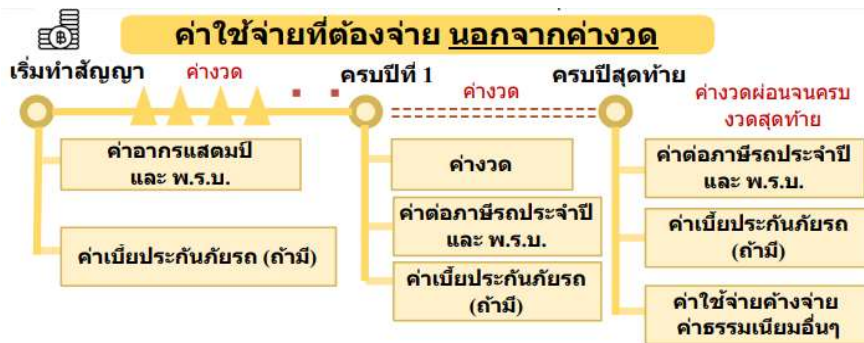 ค่าใช้จ่ายที่ต้องจ่าย นอกจากค่างวด
เริ่มทำสัญญา
ค่างวด
ครบปีที่ 1
ค่างวด
ครบปีสุดท้าย
ค่างวดผ่อนจนครบ
งวดสุดท้าย
ค่าอากรแสตมป์
และ พ.ร.บ.
ค่าเบี้ยประกันภัยรถ (ถ้ามี)
ค่างวด
ค่าต่อภาษีรถประจำปี
และ พ.ร.บ.
ค่าเบี้ยประกันภัยรถ
(ถ้ามี)
ค่าต่อภาษีรถประจำปี
และ พ.ร.บ.
ค่าเบี้ยประกันภัยรถ
(ถ้ามี)
ค่าใช้จ่ายค้างจ่าย
ค่าธรรมเนียมอื่นๆ